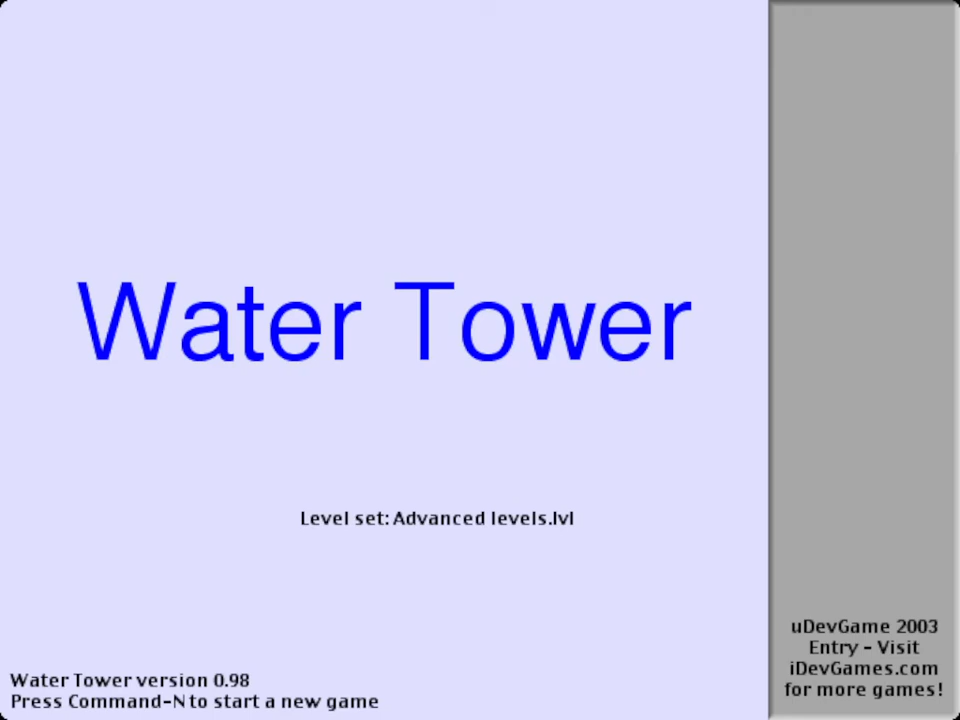 Water Tower
Level set: Advanced levels.lvl
Water Tower version 0.98
Press Command-N to start a new game
uDevGame 2003
Entry - Visit
iDevGames.com
for more games!